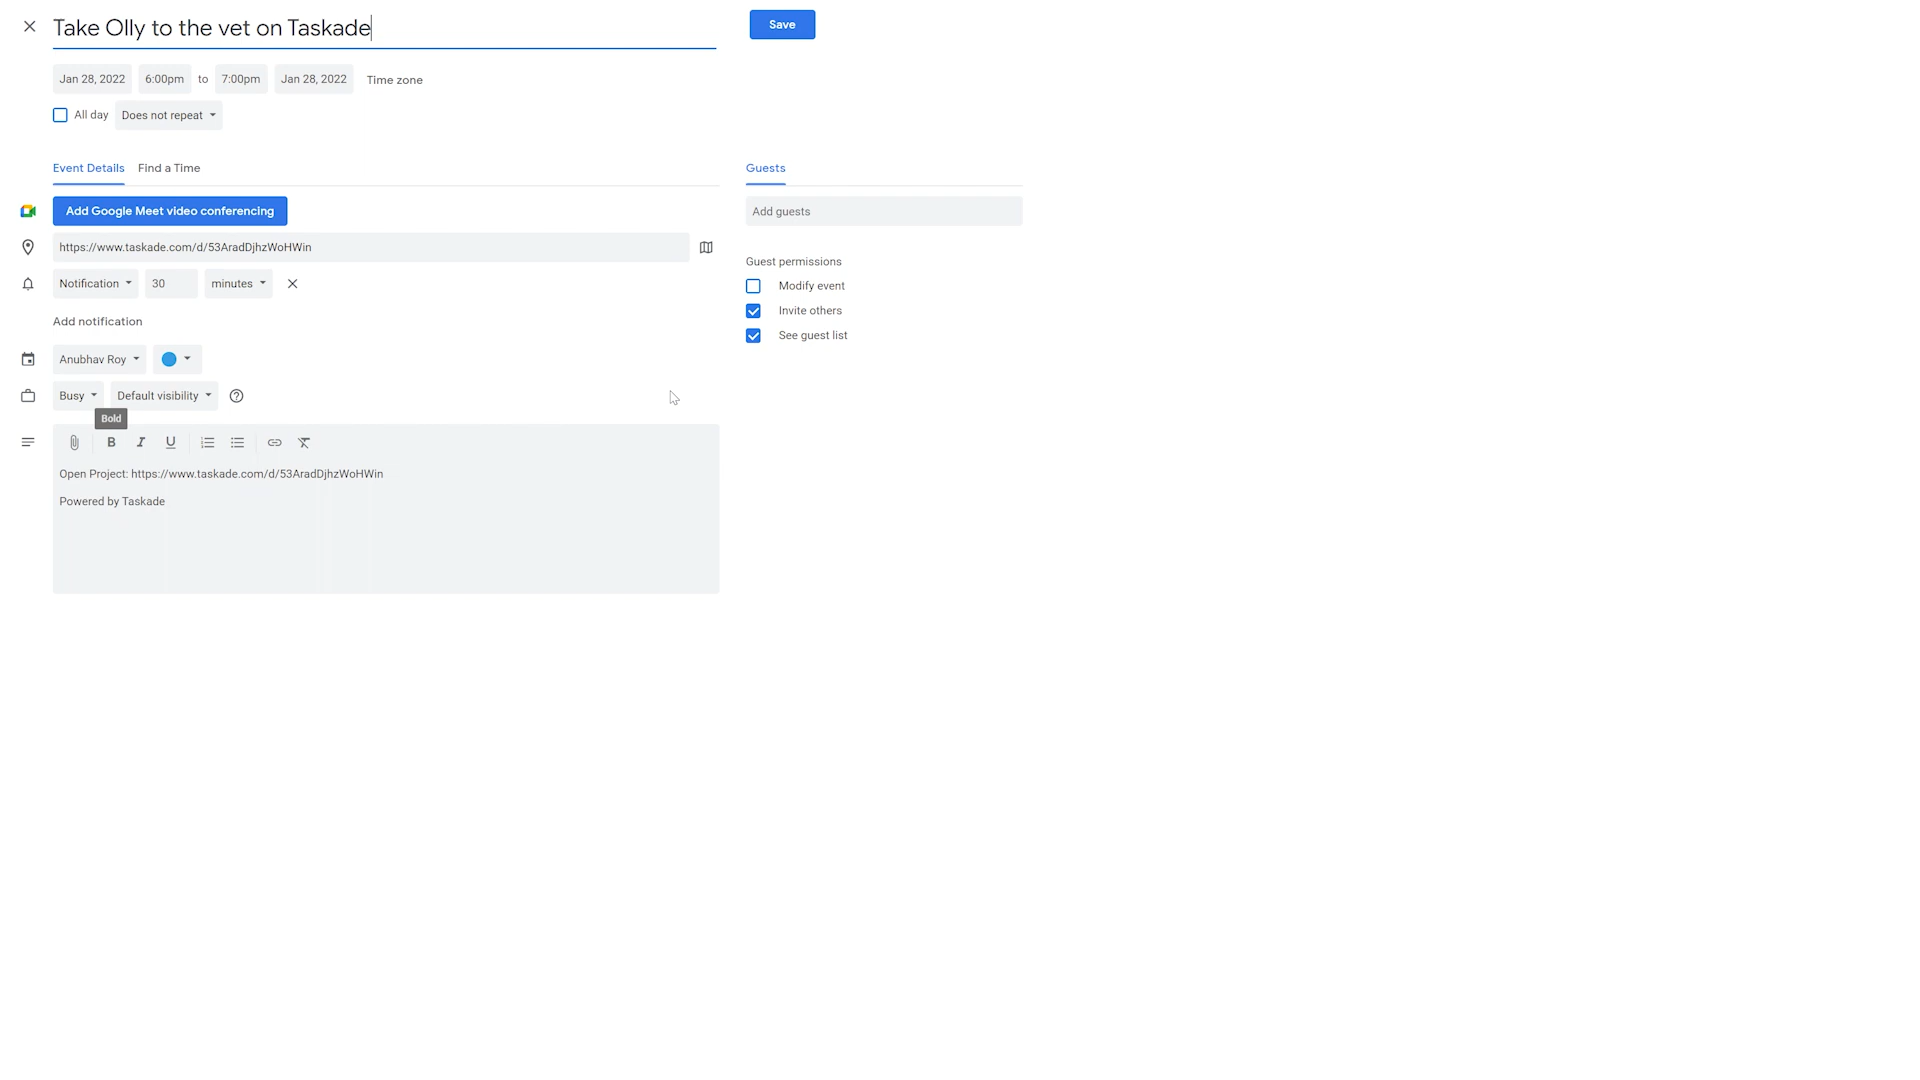 Take Olly to the vet on Taskade
Save
Jan 28, 2022 6:00pm to 7:00pm Jan 28, 2022 Time zone
All day Does not repeat
Event Details Find a Time
Guests
Add Google Meet video conferencing
Add guests
https://www.taskade.com/d/53AradDjhzWoHWin
Notification 30 minutes
Guest permissions
Modify event
Invite others
See guest list
Add notification
Anubhav Roy
Busy Default visibility
Bold
B I U
Open Project: https://www.taskade.com/d/53AradDjhzWoHWin
Powered by Taskade